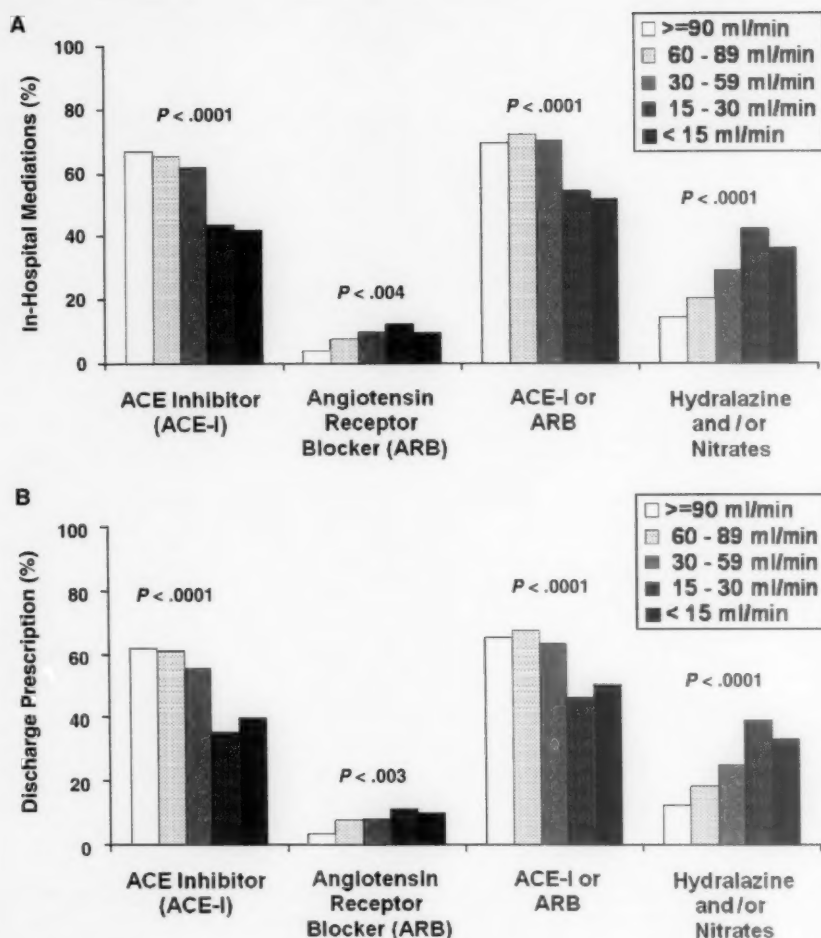 A
In-Hospital Mediations (%)
100
80
60
40
20
0
P < .0001
P < .004
P < .0001
P < .0001
>=90 ml/min
60 - 89 ml/min
30 - 59 ml/min
15 - 30 ml/min
< 15 ml/min
ACE Inhibitor
(ACE-I)
Angiotensin
Receptor
Blocker (ARB)
ACE-I or
ARB
Hydralazine
and/or
Nitrates
B
Discharge Prescription (%)
100
80
60
40
20
0
P < .0001
P < .003
P < .0001
P < .0001
>=90 ml/min
60 - 89 ml/min
30 - 59 ml/min
15 - 30 ml/min
< 15 ml/min
ACE Inhibitor
(ACE-I)
Angiotensin
Receptor
Blocker (ARB)
ACE-I or
ARB
Hydralazine
and/or
Nitrates